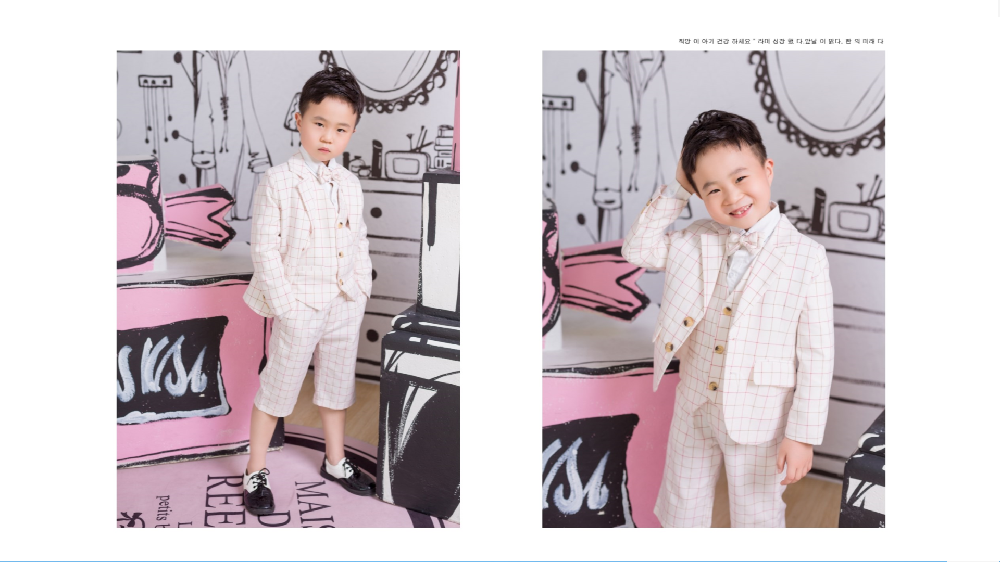 희망 이 아기 건강 하세요 " 라며 성장 했 다.앞날 이 밝다, 한 의 미래 다
REE
MAIS
D
petits